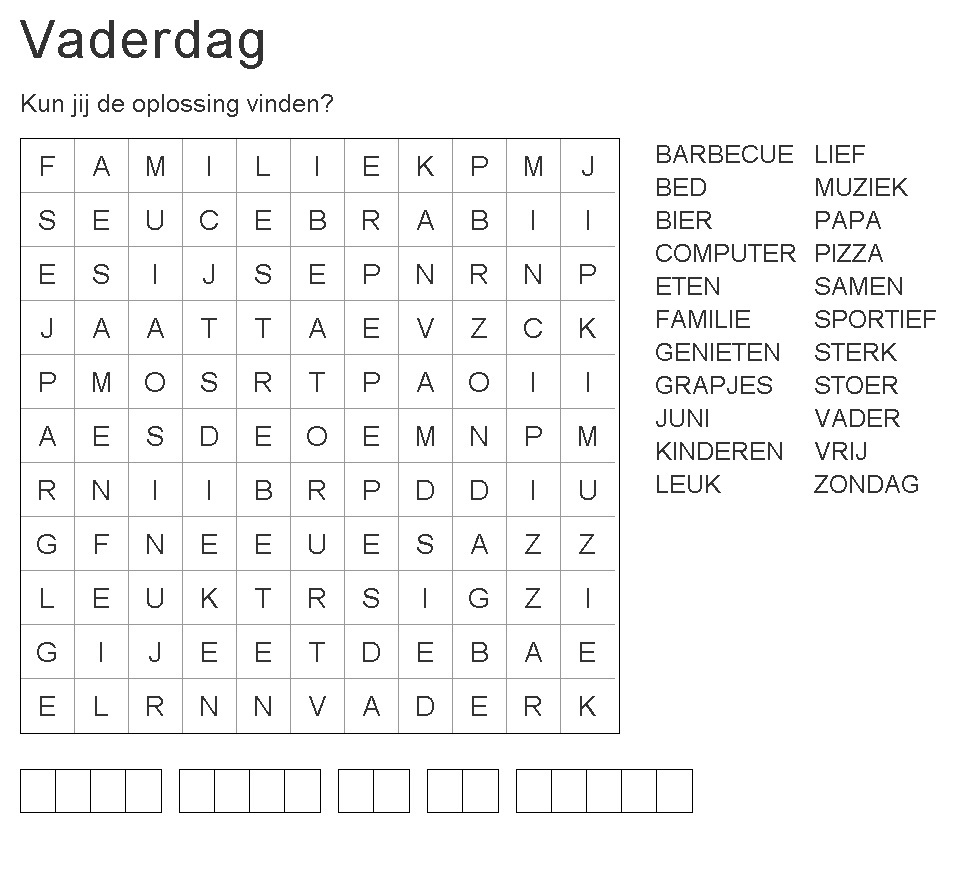 Vaderdag
Kun jij de oplossing vinden?
F A M I L I E K P M J
S E U C E B R A B I I
E S I J S E P N R N P
J A A T T A E V Z C K
P M O S R T P A O I I
A E S D E O E M N P M
R N I I B R P D D I U
G F N E E U E S A Z Z
L E U K T R S I G Z I
G I J E E T D E B A E
E L R N N V A D E R K
BARBECUE LIEF
BED MUZIEK
BIER PAPA
COMPUTER PIZZA
ETEN SAMEN
FAMILIE SPORTIEF
GENIETEN STERK
GRAPJES STOER
JUNI VADER
KINDEREN VRIJ
LEUK ZONDAG